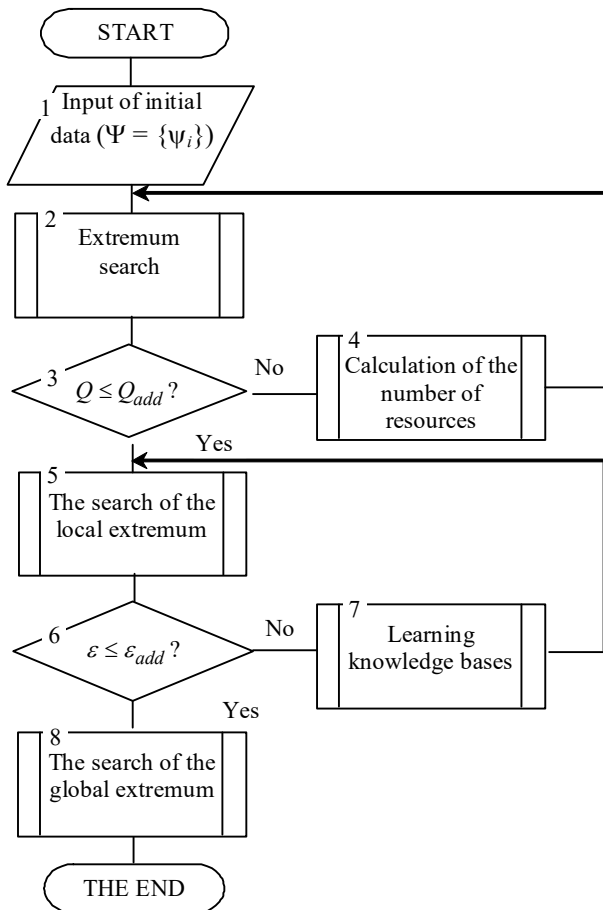 START
1
Input of initial
data (Ψ = {ψᵢ})
2
Extremum
search
3
Q ≤ Q_add ?
No
4
Calculation of the
number of
resources
Yes
5
The search of the
local extremum
6
ε ≤ ε_add ?
No
7
Learning
knowledge bases
Yes
8
The search of the
global extremum
THE END